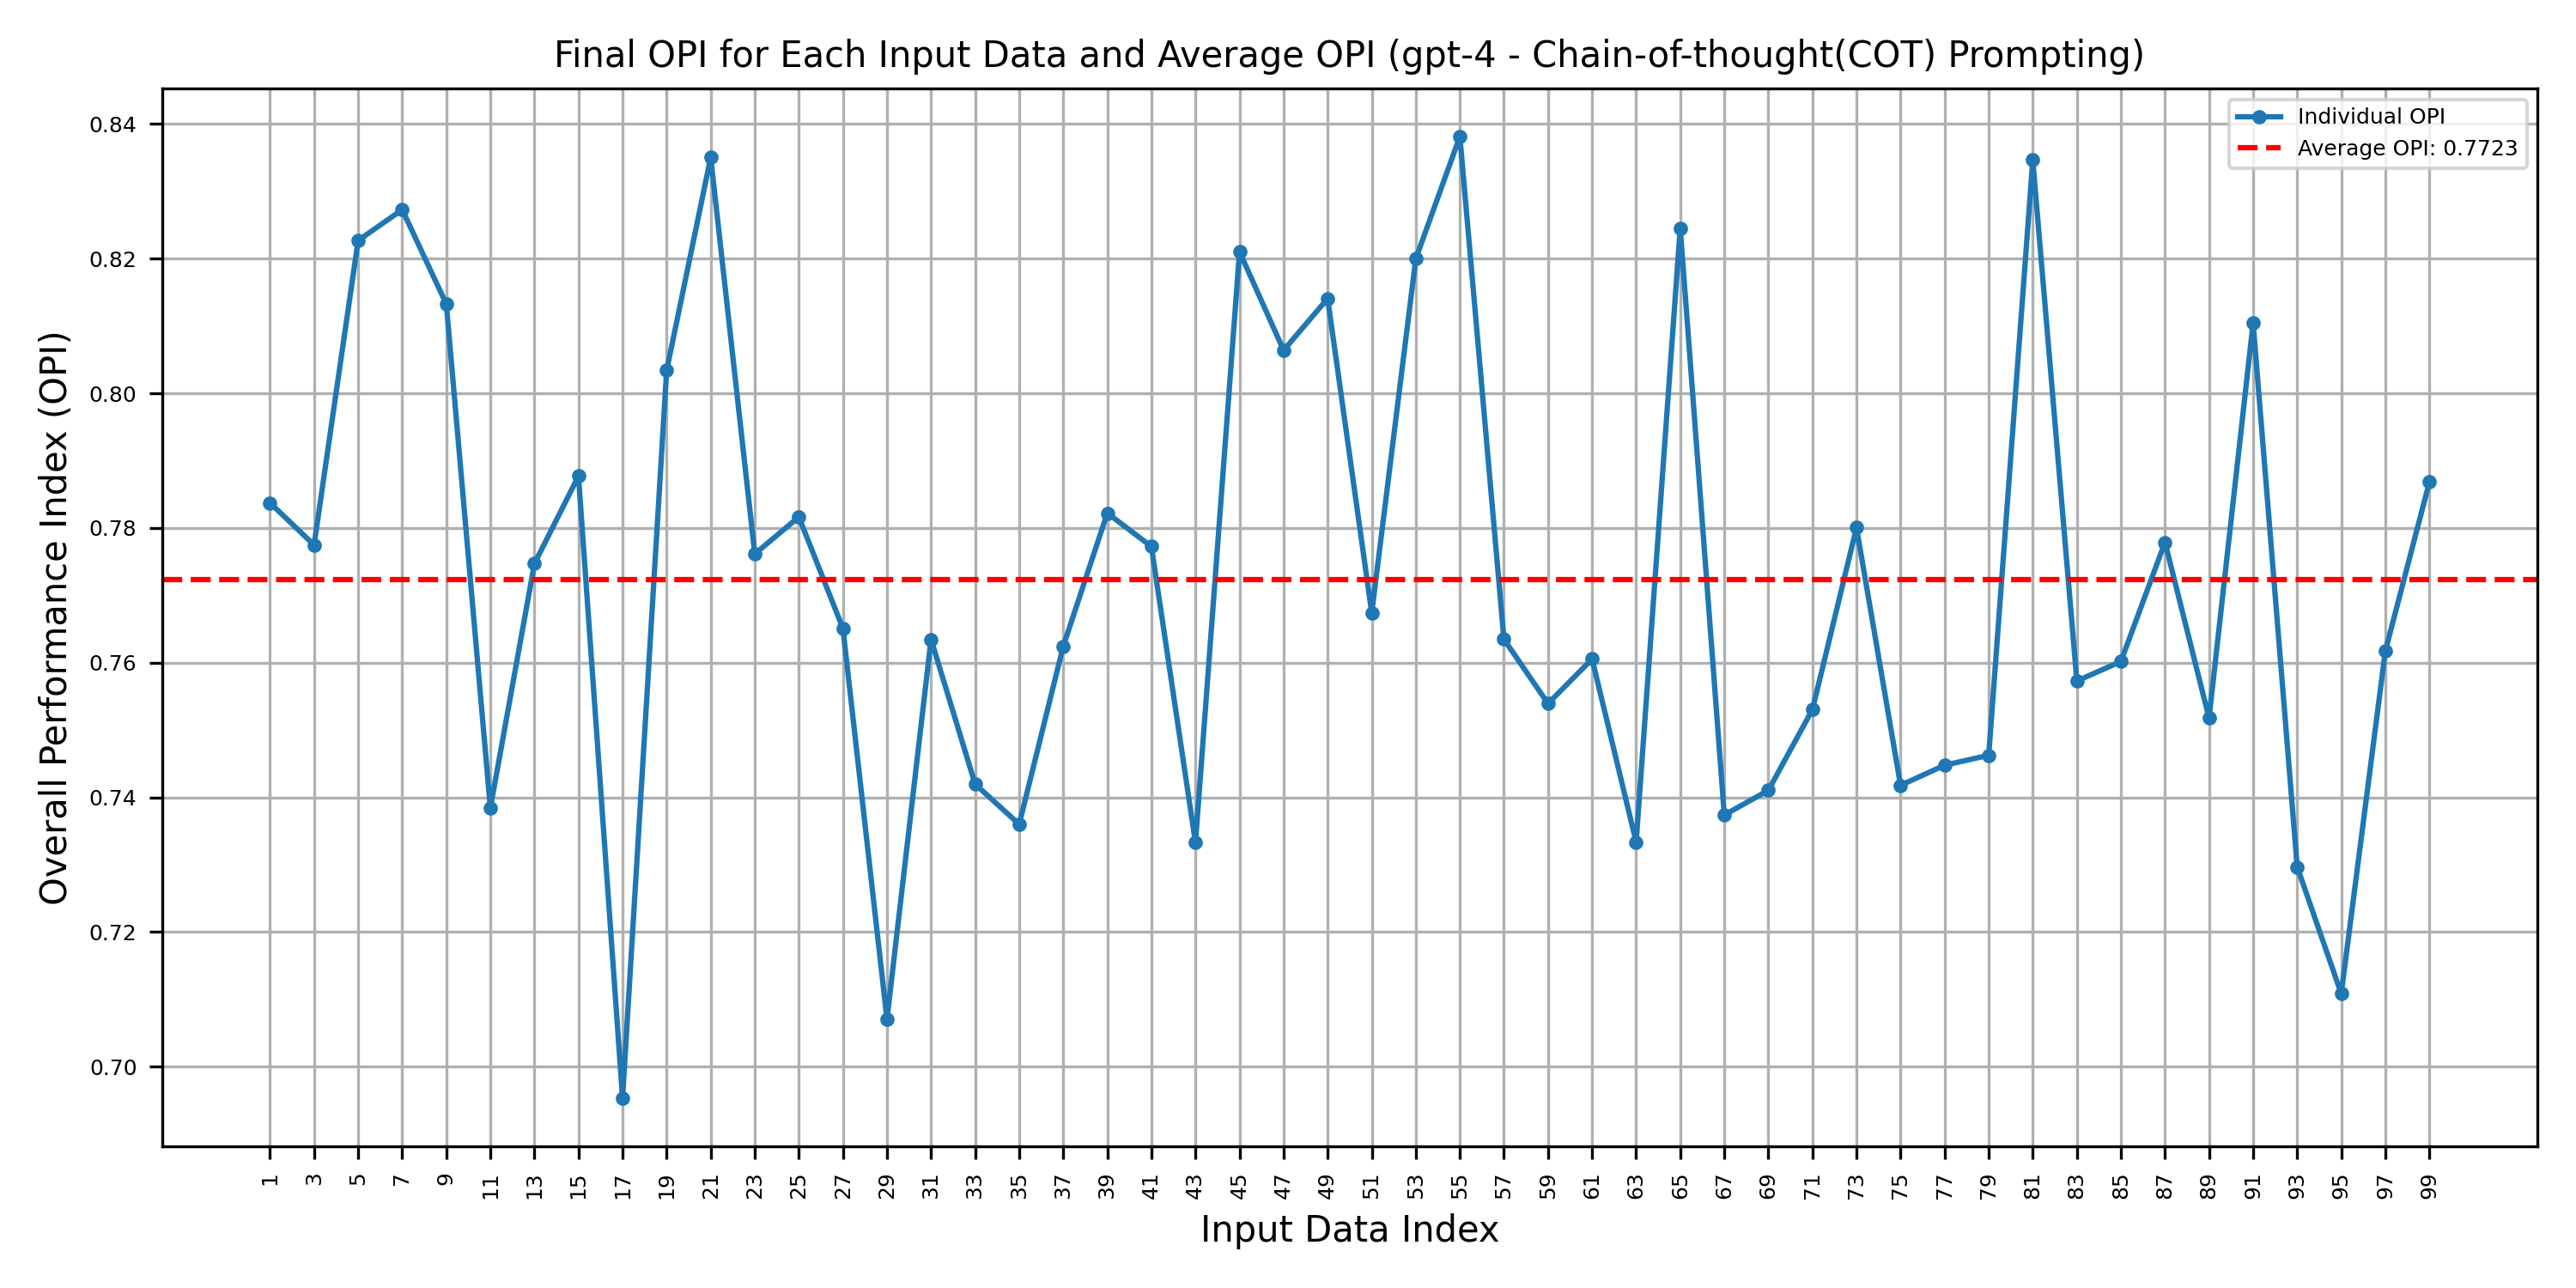 Final OPI for Each Input Data and Average OPI (gpt-4 - Chain-of-thought(COT) Prompting)
Individual OPI
Average OPI: 0.7723
Overall Performance Index (OPI)
0.84
0.82
0.80
0.78
0.76
0.74
0.72
0.70
1 3 5 7 9 11 13 15 17 19 21 23 25 27 29 31 33 35 37 39 41 43 45 47 49 51 53 55 57 59 61 63 65 67 69 71 73 75 77 79 81 83 85 87 89 91 93 95 97 99
Input Data Index